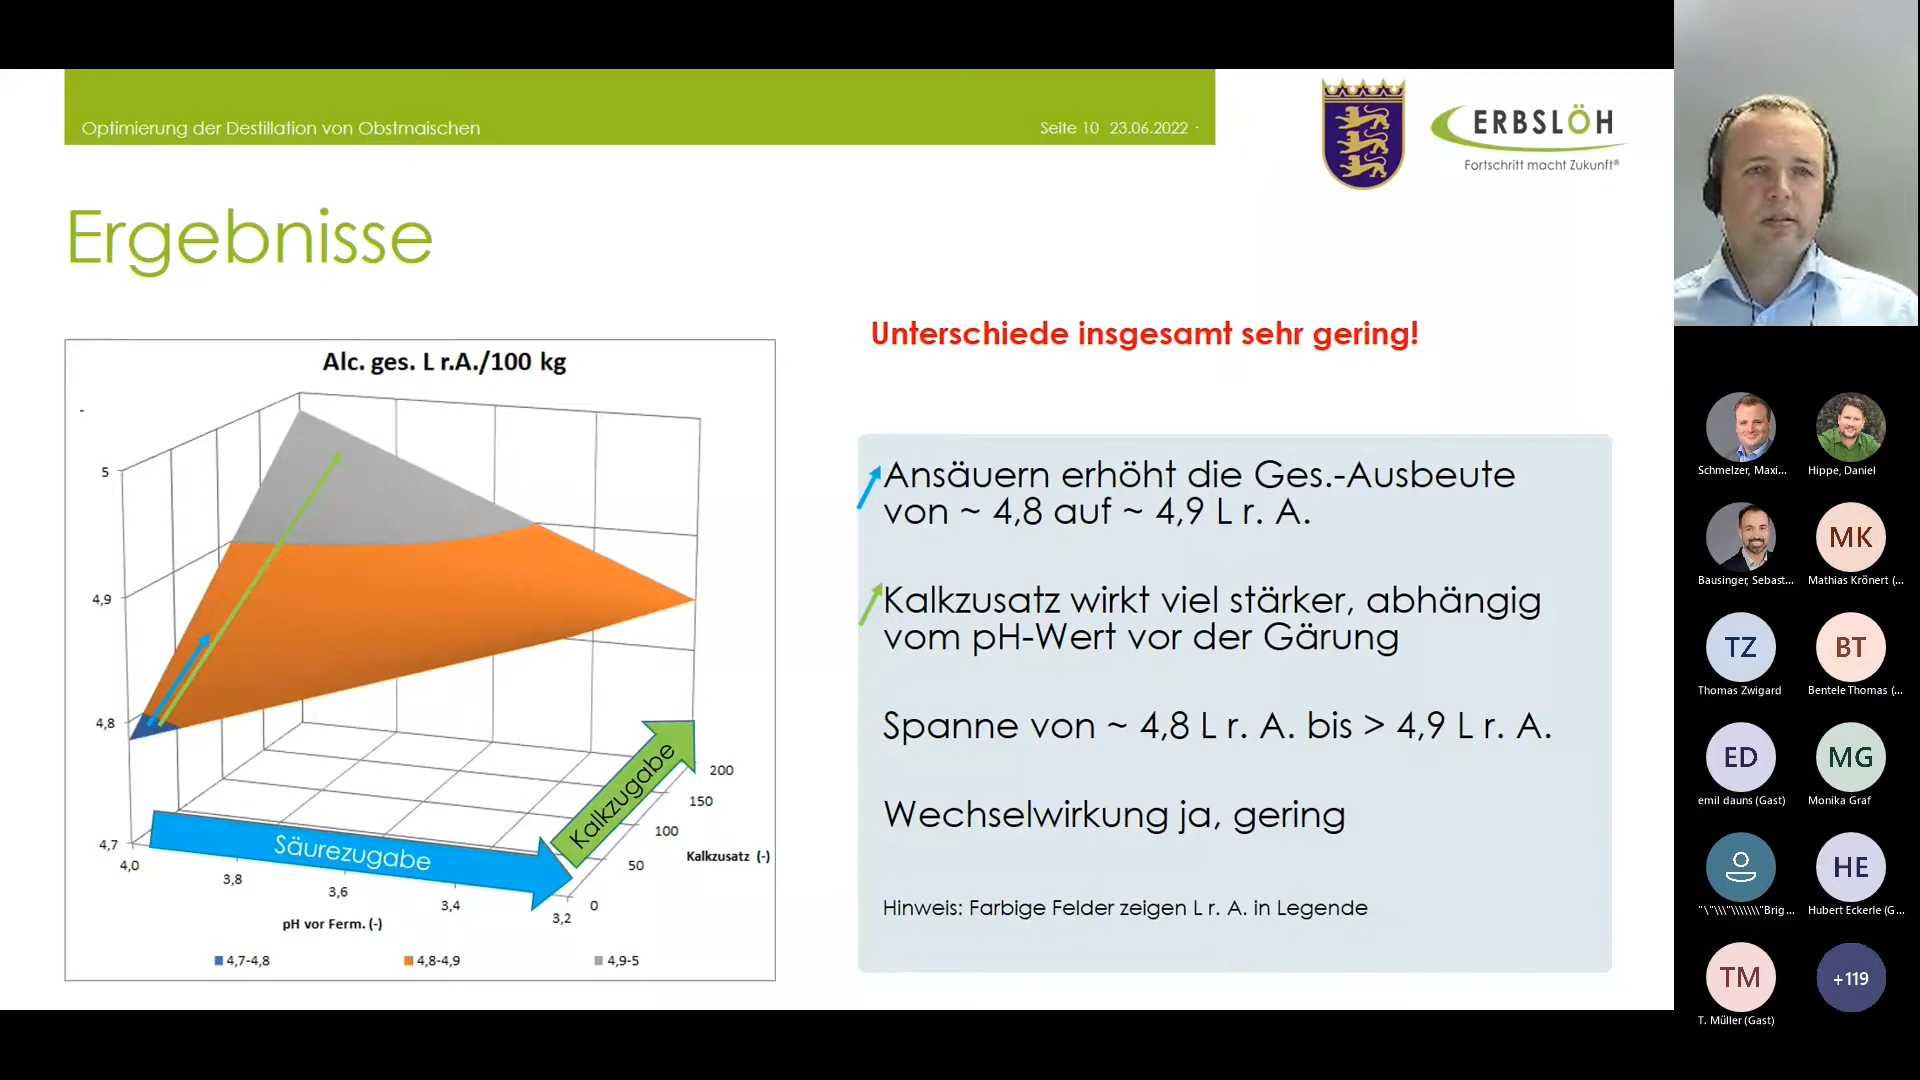 Optimierung der Destillation von Obstmaischen
Seite 10 23.06.2022 ·
ERBSLÖH
Fortschritt macht Zukunft®
Ergebnisse
Unterschiede insgesamt sehr gering!
Alc. ges. L r.A./100 kg
5
4,9
4,8
4,7
4,0
3,8
3,6
3,4
3,2
pH vor Ferm. (-)
0
50
100
150
200
Kalkzusatz (-)
Säurezugabe
Kalkzugabe
4,7-4,8
4,8-4,9
4,9-5
Ansäuern erhöht die Ges.-Ausbeute
von ~ 4,8 auf ~ 4,9 L r. A.
Kalkzusatz wirkt viel stärker, abhängig
vom pH-Wert vor der Gärung
Spanne von ~ 4,8 L r. A. bis > 4,9 L r. A.
Wechselwirkung ja, gering
Hinweis: Farbige Felder zeigen L r. A. in Legende
Schmelzer, Maxi...
Hippe, Daniel
Bausinger, Sebast...
MK
Mathias Krönert (...
TZ
Thomas Zwigard
BT
Bentele Thomas (...
ED
emil dauns (Gast)
MG
Monika Graf
"\"\\\"\\\\\\\"Brig...
HE
Hubert Eckerle (G...
TM
T. Müller (Gast)
+119